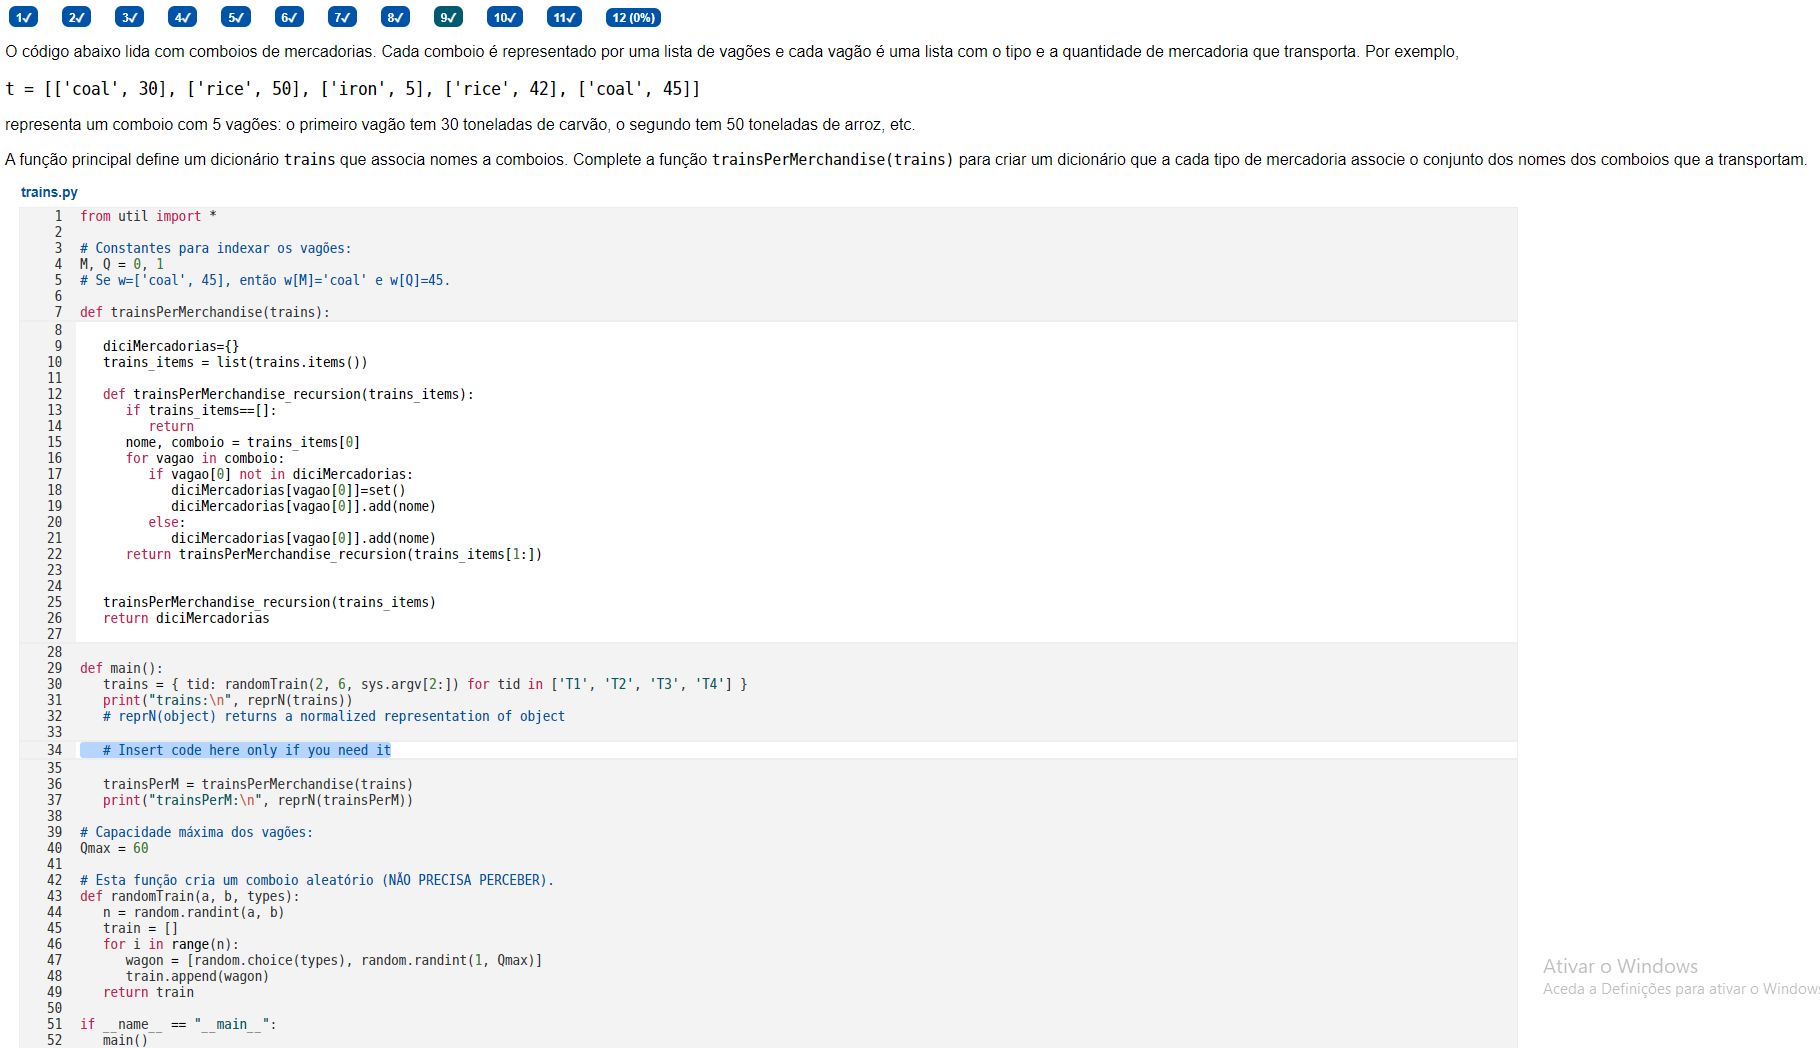 1✓ 2✓ 3✓ 4✓ 5✓ 6✓ 7✓ 8✓ 9✓ 10✓ 11✓ 12 (0%)
O código abaixo lida com comboios de mercadorias. Cada comboio é representado por uma lista de vagões e cada vagão é uma lista com o tipo e a quantidade de mercadoria que transporta. Por exemplo,
t = [['coal', 30], ['rice', 50], ['iron', 5], ['rice', 42], ['coal', 45]]
representa um comboio com 5 vagões: o primeiro vagão tem 30 toneladas de carvão, o segundo tem 50 toneladas de arroz, etc.
A função principal define um dicionário trains que associa nomes a comboios. Complete a função trainsPerMerchandise(trains) para criar um dicionário que a cada tipo de mercadoria associe o conjunto dos nomes dos comboios que a transportam.
trains.py
1 from util import *
2
3 # Constantes para indexar os vagões:
4 M, Q = 0, 1
5 # Se w=['coal', 45], então w[M]='coal' e w[Q]=45.
6
7 def trainsPerMerchandise(trains):
8
9    diciMercadorias={}
10    trains_items = list(trains.items())
11
12    def trainsPerMerchandise_recursion(trains_items):
13       if trains_items==[]:
14          return
15       nome, comboio = trains_items[0]
16       for vagao in comboio:
17          if vagao[0] not in diciMercadorias:
18             diciMercadorias[vagao[0]]=set()
19             diciMercadorias[vagao[0]].add(nome)
20          else:
21             diciMercadorias[vagao[0]].add(nome)
22       return trainsPerMerchandise_recursion(trains_items[1:])
23
24
25    trainsPerMerchandise_recursion(trains_items)
26    return diciMercadorias
27
28
29 def main():
30    trains = { tid: randomTrain(2, 6, sys.argv[2:]) for tid in ['T1', 'T2', 'T3', 'T4'] }
31    print("trains:\n", reprN(trains))
32    # reprN(object) returns a normalized representation of object
33
34    # Insert code here only if you need it
35
36    trainsPerM = trainsPerMerchandise(trains)
37    print("trainsPerM:\n", reprN(trainsPerM))
38
39 # Capacidade máxima dos vagões:
40 Qmax = 60
41
42 # Esta função cria um comboio aleatório (NÃO PRECISA PERCEBER).
43 def randomTrain(a, b, types):
44    n = random.randint(a, b)
45    train = []
46    for i in range(n):
47       wagon = [random.choice(types), random.randint(1, Qmax)]
48       train.append(wagon)
49    return train
50
51 if __name__ == "__main__":
52    main()
Ativar o Windows
Aceda a Definições para ativar o Windows